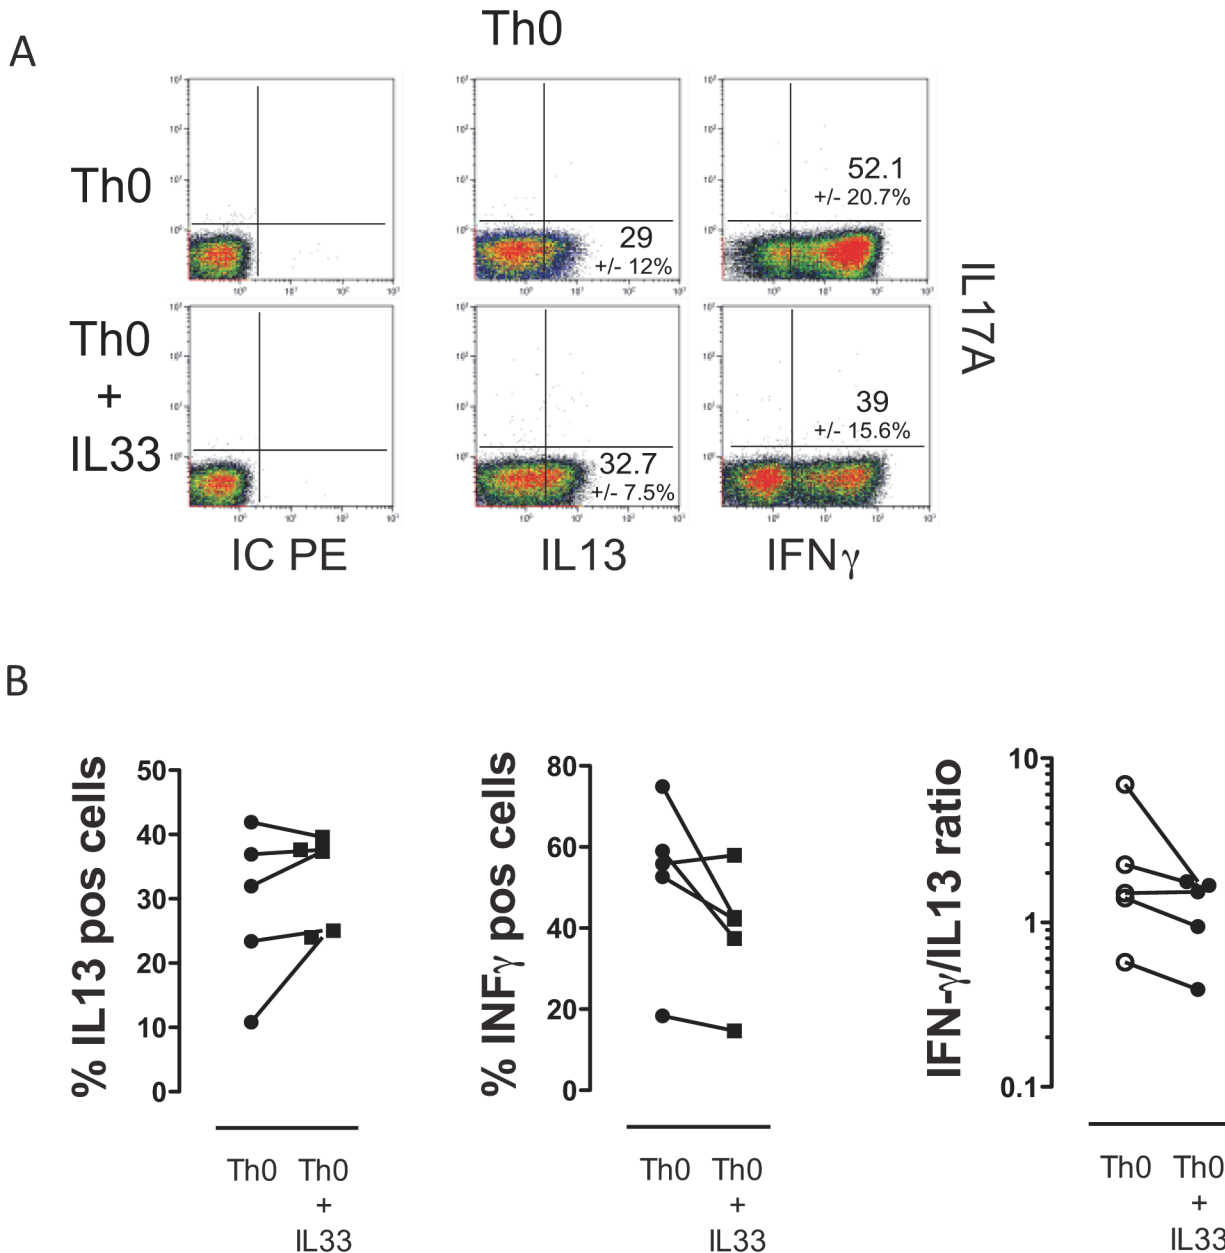 A
Th0
Th0
52.1
+/- 20.7%
29
+/- 12%
IL17A
Th0
+
IL33
39
+/- 15.6%
32.7
+/- 7.5%
IC PE
IL13
IFNγ
B
% IL13 pos cells
50
40
30
20
10
0
Th0
Th0
+
IL33
% INFγ pos cells
80
60
40
20
0
Th0
Th0
+
IL33
IFN-γ/IL13 ratio
10
1
0.1
Th0
Th0
+
IL33